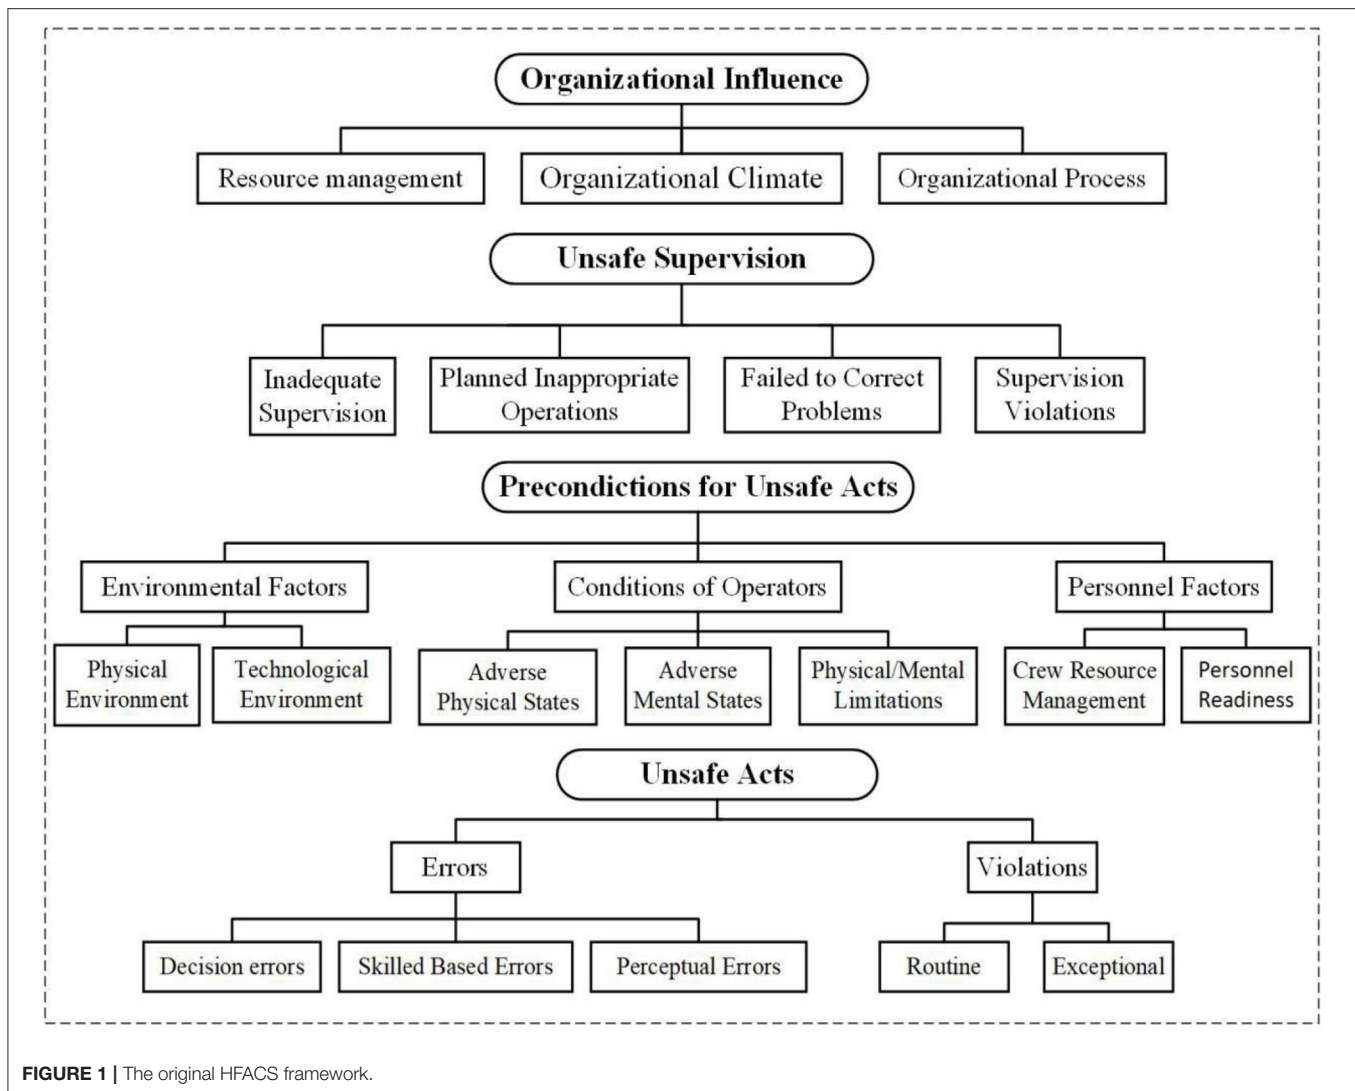 Organizational Influence
Resource management
Organizational Climate
Organizational Process
Unsafe Supervision
Inadequate
Supervision
Planned Inappropriate
Operations
Failed to Correct
Problems
Supervision
Violations
Precondictions for Unsafe Acts
Environmental Factors
Conditions of Operators
Personnel Factors
Physical
Environment
Technological
Environment
Adverse
Physical States
Adverse
Mental States
Physical/Mental
Limitations
Crew Resource
Management
Personnel
Readiness
Unsafe Acts
Errors
Violations
Decision errors
Skilled Based Errors
Perceptual Errors
Routine
Exceptional
FIGURE 1 | The original HFACS framework.